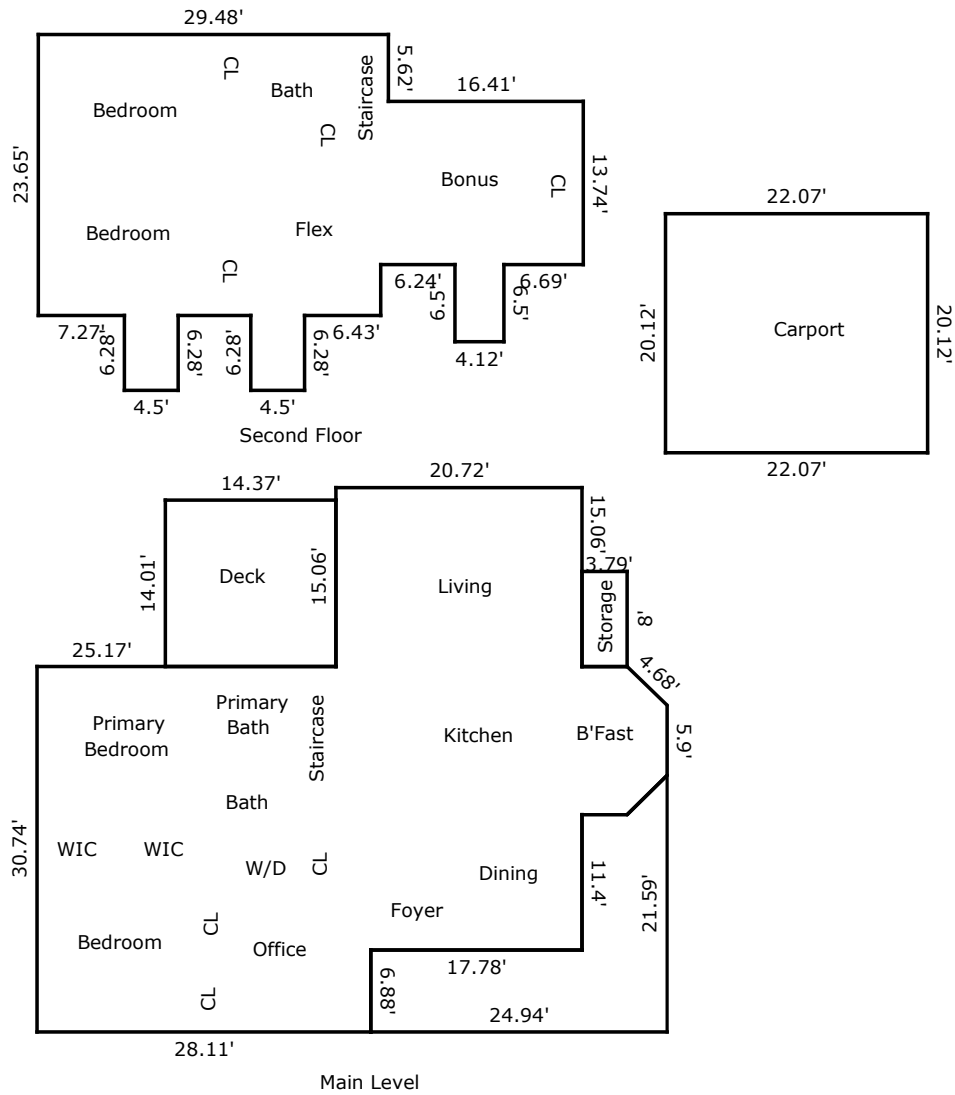 29.48'
CL
Bath
Staircase
5.62'
16.41'
Bedroom
CL
23.65'
Bonus
CL
13.74'
Bedroom
Flex
CL
6.24'
6.5'
6.5'
6.69'
7.27'
6.28'
6.28'
6.28'
6.28'
6.43'
4.12'
4.5'
4.5'
Second Floor
22.07'
20.12'
Carport
20.12'
22.07'
14.37'
20.72'
14.01'
Deck
15.06'
Living
15.06'
3.79'
Storage
8'
25.17'
4.68'
Primary
Bedroom
Primary
Bath
Staircase
Kitchen
B'Fast
5.9'
Bath
30.74'
WIC
WIC
W/D
CL
Dining
11.4'
21.59'
Foyer
Bedroom
CL
Office
17.78'
6.88'
CL
24.94'
28.11'
Main Level